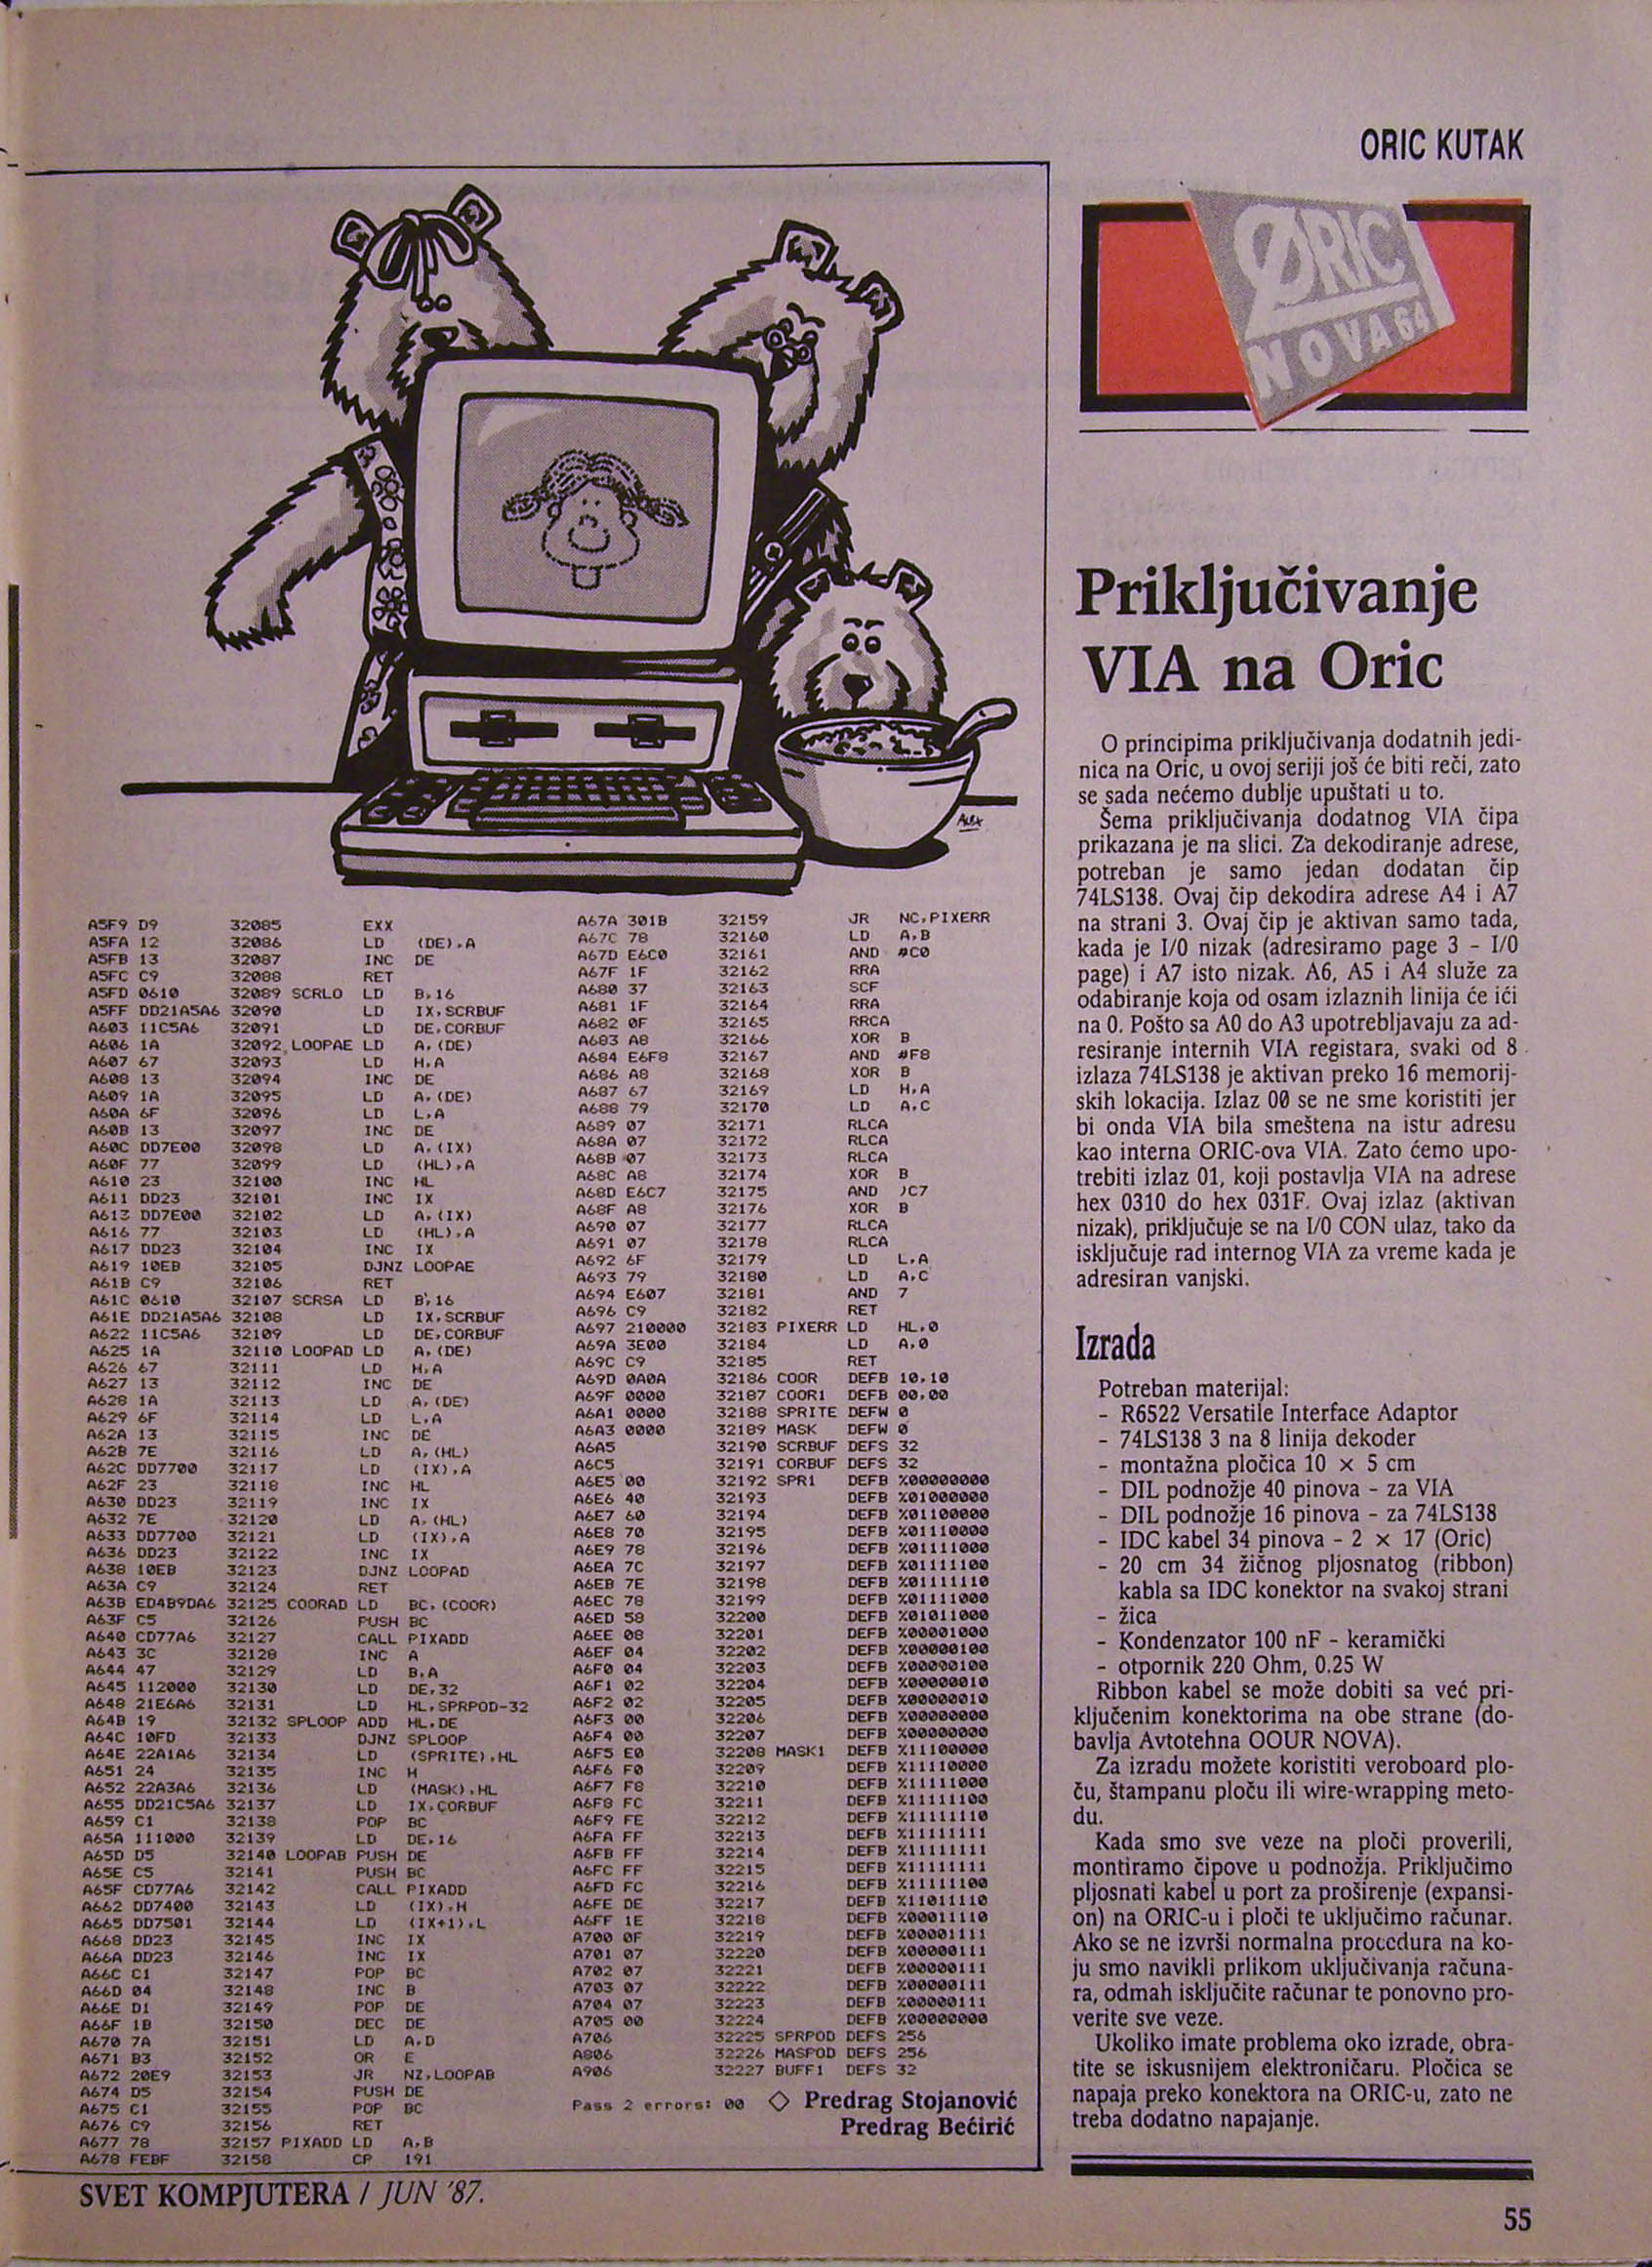 ORIC KUTAK
ORIC
NOVA 64
ALEX
A5F9 D9 32085 EXX
A5FA 12 32086 LD (DE),A
A5FB 13 32087 INC DE
A5FC C9 32088 RET
A5FD 0610 32089 SCRLO LD B,16
A5FF DD21A5A6 32090 LD IX,SCRBUF
A603 11C5A6 32091 LD DE,CORBUF
A606 1A 32092 LOOPAE LD A,(DE)
A607 67 32093 LD H,A
A608 13 32094 INC DE
A609 1A 32095 LD A,(DE)
A60A 6F 32096 LD L,A
A60B 13 32097 INC DE
A60C DD7E00 32098 LD A,(IX)
A60F 77 32099 LD (HL),A
A610 23 32100 INC HL
A611 DD23 32101 INC IX
A613 DD7E00 32102 LD A,(IX)
A616 77 32103 LD (HL),A
A617 DD23 32104 INC IX
A619 10EB 32105 DJNZ LOOPAE
A61B C9 32106 RET
A61C 0610 32107 SCRSA LD B,16
A61E DD21A5A6 32108 LD IX,SCRBUF
A622 11C5A6 32109 LD DE,CORBUF
A625 1A 32110 LOOPAD LD A,(DE)
A626 67 32111 LD H,A
A627 13 32112 INC DE
A628 1A 32113 LD A,(DE)
A629 6F 32114 LD L,A
A62A 13 32115 INC DE
A62B 7E 32116 LD A,(HL)
A62C DD7700 32117 LD (IX),A
A62F 23 32118 INC HL
A630 DD23 32119 INC IX
A632 7E 32120 LD A,(HL)
A633 DD7700 32121 LD (IX),A
A636 DD23 32122 INC IX
A638 10EB 32123 DJNZ LOOPAD
A63A C9 32124 RET
A63B ED4B9DA6 32125 COORAD LD BC,(COOR)
A63F C5 32126 PUSH BC
A640 CD77A6 32127 CALL PIXADD
A643 3C 32128 INC A
A644 47 32129 LD B,A
A645 112000 32130 LD DE,32
A648 21E6A6 32131 LD HL,SPRPOD-32
A64B 19 32132 SPLOOP ADD HL,DE
A64C 10FD 32133 DJNZ SPLOOP
A64E 22A1A6 32134 LD (SPRITE),HL
A651 24 32135 INC H
A652 22A3A6 32136 LD (MASK),HL
A655 DD21C5A6 32137 LD IX,CORBUF
A659 C1 32138 POP BC
A65A 111000 32139 LD DE,16
A65D D5 32140 LOOPAB PUSH DE
A65E C5 32141 PUSH BC
A65F CD77A6 32142 CALL PIXADD
A662 DD7400 32143 LD (IX),H
A665 DD7501 32144 LD (IX+1),L
A668 DD23 32145 INC IX
A66A DD23 32146 INC IX
A66C C1 32147 POP BC
A66D 04 32148 INC B
A66E D1 32149 POP DE
A66F 1B 32150 DEC DE
A670 7A 32151 LD A,D
A671 B3 32152 OR E
A672 20E9 32153 JR NZ,LOOPAB
A674 D5 32154 PUSH DE
A675 C1 32155 POP BC
A676 C9 32156 RET
A677 78 32157 PIXADD LD A,B
A678 FEBF 32158 CP 191
A67A 301B 32159 JR NC,PIXERR
A67C 78 32160 LD A,B
A67D E6C0 32161 AND #C0
A67F 1F 32162 RRA
A680 37 32163 SCF
A681 1F 32164 RRA
A682 0F 32165 RRCA
A683 A8 32166 XOR B
A684 E6F8 32167 AND #F8
A686 A8 32168 XOR B
A687 67 32169 LD H,A
A688 79 32170 LD A,C
A689 07 32171 RLCA
A68A 07 32172 RLCA
A68B 07 32173 RLCA
A68C A8 32174 XOR B
A68D E6C7 32175 AND )C7
A68F A8 32176 XOR B
A690 07 32177 RLCA
A691 07 32178 RLCA
A692 6F 32179 LD L,A
A693 79 32180 LD A,C
A694 E607 32181 AND 7
A696 C9 32182 RET
A697 210000 32183 PIXERR LD HL,0
A69A 3E00 32184 LD A,0
A69C C9 32185 RET
A69D 0A0A 32186 COOR DEFB 10,10
A69F 0000 32187 COOR1 DEFB 00,00
A6A1 0000 32188 SPRITE DEFW 0
A6A3 0000 32189 MASK DEFW 0
A6A5 32190 SCRBUF DEFS 32
A6C5 32191 CORBUF DEFS 32
A6E5 00 32192 SPR1 DEFB %00000000
A6E6 40 32193 DEFB %01000000
A6E7 60 32194 DEFB %01100000
A6E8 70 32195 DEFB %01110000
A6E9 78 32196 DEFB %01111000
A6EA 7C 32197 DEFB %01111100
A6EB 7E 32198 DEFB %01111110
A6EC 78 32199 DEFB %01111000
A6ED 58 32200 DEFB %01011000
A6EE 08 32201 DEFB %00001000
A6EF 04 32202 DEFB %00000100
A6F0 04 32203 DEFB %00000100
A6F1 02 32204 DEFB %00000010
A6F2 02 32205 DEFB %00000010
A6F3 00 32206 DEFB %00000000
A6F4 00 32207 DEFB %00000000
A6F5 E0 32208 MASK1 DEFB %11100000
A6F6 F0 32209 DEFB %11110000
A6F7 F8 32210 DEFB %11111000
A6F8 FC 32211 DEFB %11111100
A6F9 FE 32212 DEFB %11111110
A6FA FF 32213 DEFB %11111111
A6FB FF 32214 DEFB %11111111
A6FC FF 32215 DEFB %11111111
A6FD FC 32216 DEFB %11111100
A6FE DE 32217 DEFB %11011110
A6FF 1E 32218 DEFB %00011110
A700 0F 32219 DEFB %00001111
A701 07 32220 DEFB %00000111
A702 07 32221 DEFB %00000111
A703 07 32222 DEFB %00000111
A704 07 32223 DEFB %00000111
A705 00 32224 DEFB %00000000
A706 32225 SPRPOD DEFS 256
A806 32226 MASPOD DEFS 256
A906 32227 BUFF1 DEFS 32
Pass 2 errors: 00 ◇ Predrag Stojanović
Predrag Bećirić
Priključivanje
VIA na Oric
O principima priključivanja dodatnih jedi-
nica na Oric, u ovoj seriji još će biti reči, zato
se sada nećemo dublje upuštati u to.
Šema priključivanja dodatnog VIA čipa
prikazana je na slici. Za dekodiranje adrese,
potreban je samo jedan dodatan čip
74LS138. Ovaj čip dekodira adrese A4 i A7
na strani 3. Ovaj čip je aktivan samo tada,
kada je I/0 nizak (adresiramo page 3 - I/0
page) i A7 isto nizak. A6, A5 i A4 služe za
odabiranje koja od osam izlaznih linija će ići
na 0. Pošto sa A0 do A3 upotrebljavaju za ad-
resiranje internih VIA registara, svaki od 8
izlaza 74LS138 je aktivan preko 16 memorij-
skih lokacija. Izlaz 00 se ne sme koristiti jer
bi onda VIA bila smeštena na istu adresu
kao interna ORIC-ova VIA. Zato ćemo upo-
trebiti izlaz 01, koji postavlja VIA na adrese
hex 0310 do hex 031F. Ovaj izlaz (aktivan
nizak), priključuje se na I/0 CON ulaz, tako da
isključuje rad internog VIA za vreme kada je
adresiran vanjski.
Izrada
Potreban materijal:
- R6522 Versatile Interface Adaptor
- 74LS138 3 na 8 linija dekoder
- montažna pločica 10 × 5 cm
- DIL podnožje 40 pinova - za VIA
- DIL podnožje 16 pinova - za 74LS138
- IDC kabel 34 pinova - 2 × 17 (Oric)
- 20 cm 34 žičnog pljosnatog (ribbon)
kabla sa IDC konektor na svakoj strani
- žica
- Kondenzator 100 nF - keramički
- otpornik 220 Ohm, 0.25 W
Ribbon kabel se može dobiti sa već pri-
ključenim konektorima na obe strane (do-
bavlja Avtotehna OOUR NOVA).
Za izradu možete koristiti veroboard plo-
ču, štampanu ploču ili wire-wrapping meto-
du.
Kada smo sve veze na ploči proverili,
montiramo čipove u podnožja. Priključimo
pljosnati kabel u port za proširenje (expansi-
on) na ORIC-u i ploči te uključimo računar.
Ako se ne izvrši normalna procedura na ko-
ju smo navikli prlikom uključivanja računa-
ra, odmah isključite računar te ponovno pro-
verite sve veze.
Ukoliko imate problema oko izrade, obra-
tite se iskusnijem elektroničaru. Pločica se
napaja preko konektora na ORIC-u, zato ne
treba dodatno napajanje.
SVET KOMPJUTERA / JUN '87.
55